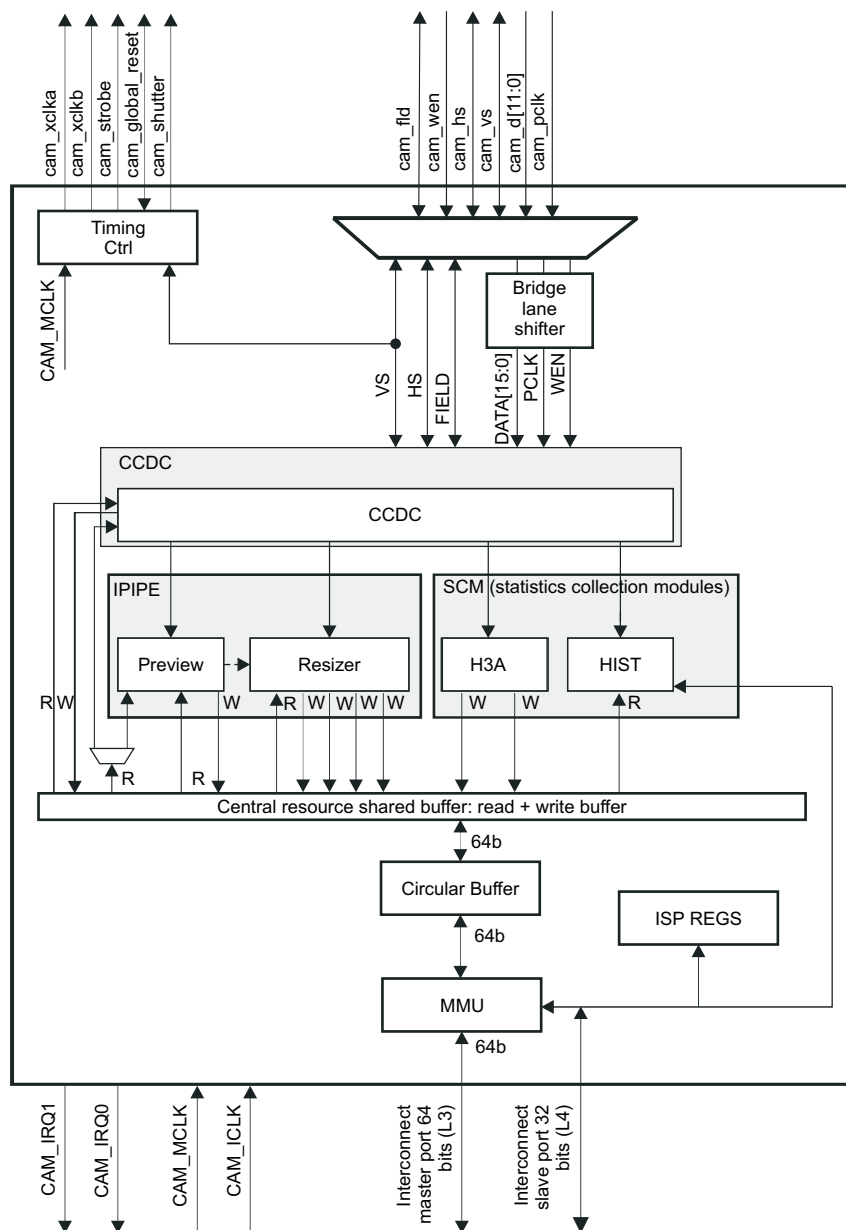 cam_xclka
cam_xclkb
cam_strobe
cam_global_reset
cam_shutter
cam_fld
cam_wen
cam_hs
cam_vs
cam_d[11:0]
cam_pclk
Timing
Ctrl
CAM_MCLK
Bridge
lane
shifter
VS
HS
FIELD
DATA[15:0]
PCLK
WEN
CCDC
CCDC
IPIPE
SCM (statistics collection modules)
Preview
Resizer
H3A
HIST
R
W
W
R
W
W
W
W
W
W
R
R
R
Central resource shared buffer: read + write buffer
64b
Circular Buffer
64b
ISP REGS
MMU
64b
CAM_IRQ1
CAM_IRQ0
CAM_MCLK
CAM_ICLK
Interconnect
master port 64
bits (L3)
Interconnect
slave port 32
bits (L4)